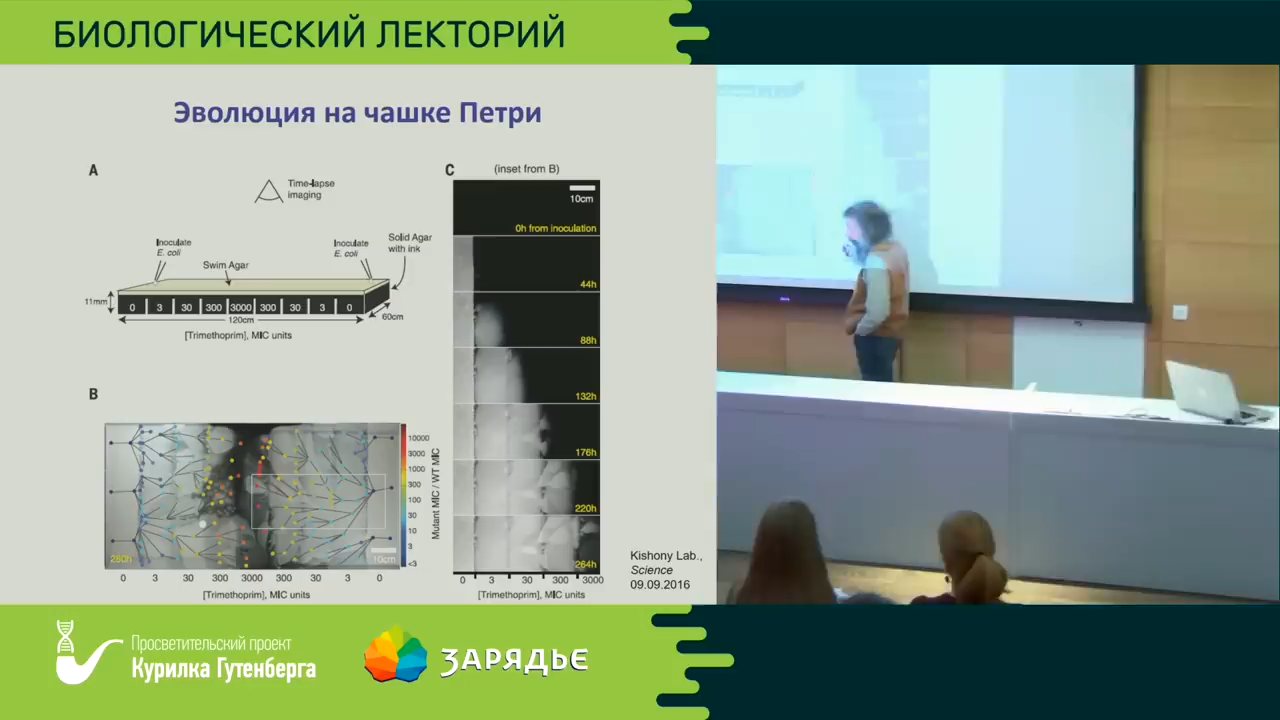 БИОЛОГИЧЕСКИЙ ЛЕКТОРИЙ
Эволюция на чашке Петри
A
Time-lapse
imaging
Inoculate
E. coli
Swim Agar
Inoculate
E. coli
Solid Agar
with ink
11mm
0 3 30 300 3000 300 30 3 0
120cm
60cm
[Trimethoprim], MIC units
B
260h
10cm
10000
3000
1000
300
100
30
10
3
<3
Mutant MIC / WT MIC
0 3 30 300 3000 300 30 3 0
[Trimethoprim], MIC units
C
(inset from B)
10cm
0h from inoculation
44h
88h
132h
176h
220h
264h
0 3 30 300 3000
[Trimethoprim], MIC units
Kishony Lab.,
Science
09.09.2016
Просветительский проект
Курилка Гутенберга
ЗАРЯДЬЕ